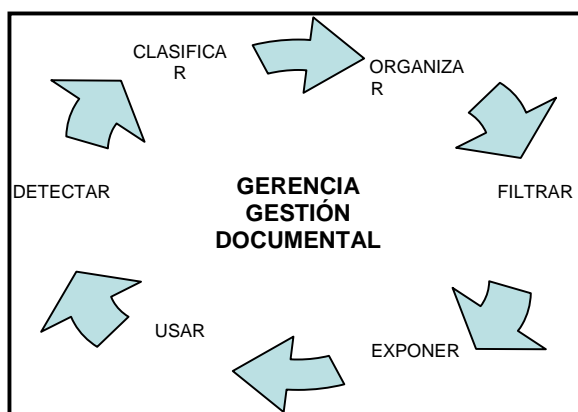 CLASIFICA
R
ORGANIZA
R
DETECTAR
GERENCIA
GESTIÓN
DOCUMENTAL
FILTRAR
USAR
EXPONER